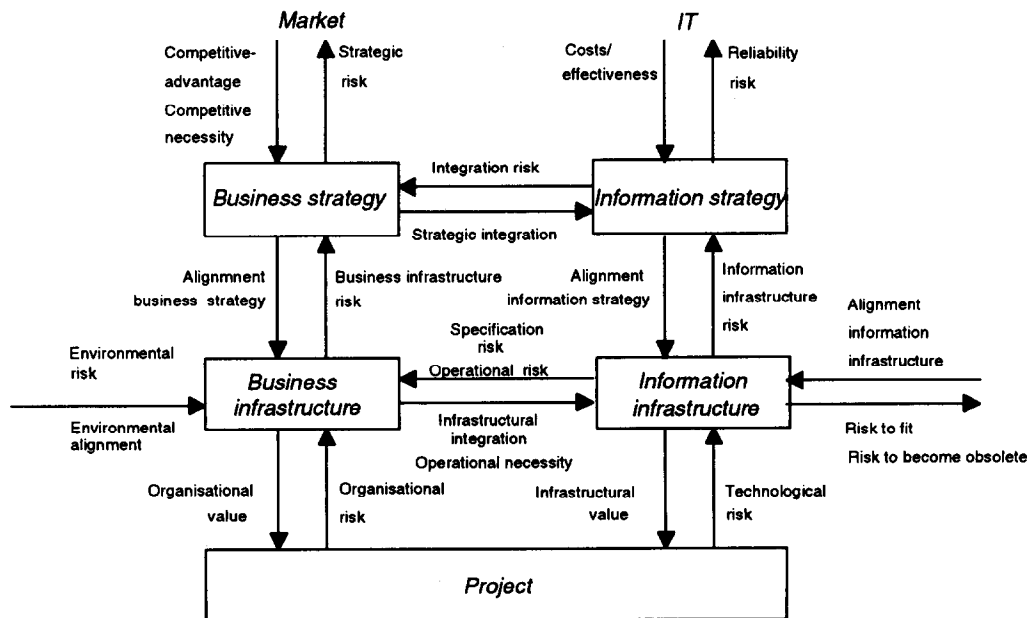 Market
IT
Competitive-
advantage
Competitive
necessity
Strategic
risk
Costs/
effectiveness
Reliability
risk
Business strategy
Integration risk
Strategic integration
Information strategy
Alignmnent
business strategy
Business infrastructure
risk
Alignment
information strategy
Information
infrastructure
risk
Alignment
information
infrastructure
Environmental
risk
Environmental
alignment
Business
infrastructure
Specification
risk
Operational risk
Infrastructural
integration
Operational necessity
Information
infrastructure
Risk to fit
Risk to become obsolete
Organisational
value
Organisational
risk
Infrastructural
value
Technological
risk
Project